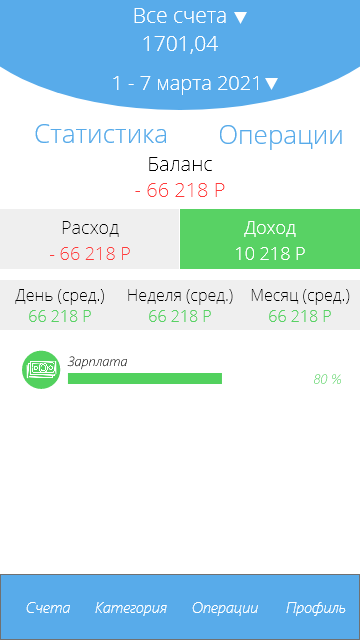 Все счета
1701,04
1 - 7 марта 2021
Статистика Операции
Баланс
- 66 218 Р
Расход Доход
- 66 218 Р 10 218 Р
День (сред.) Неделя (сред.) Месяц (сред.)
66 218 Р 66 218 Р 66 218 Р
Зарплата
80 %
Счета Категория Операции Профиль